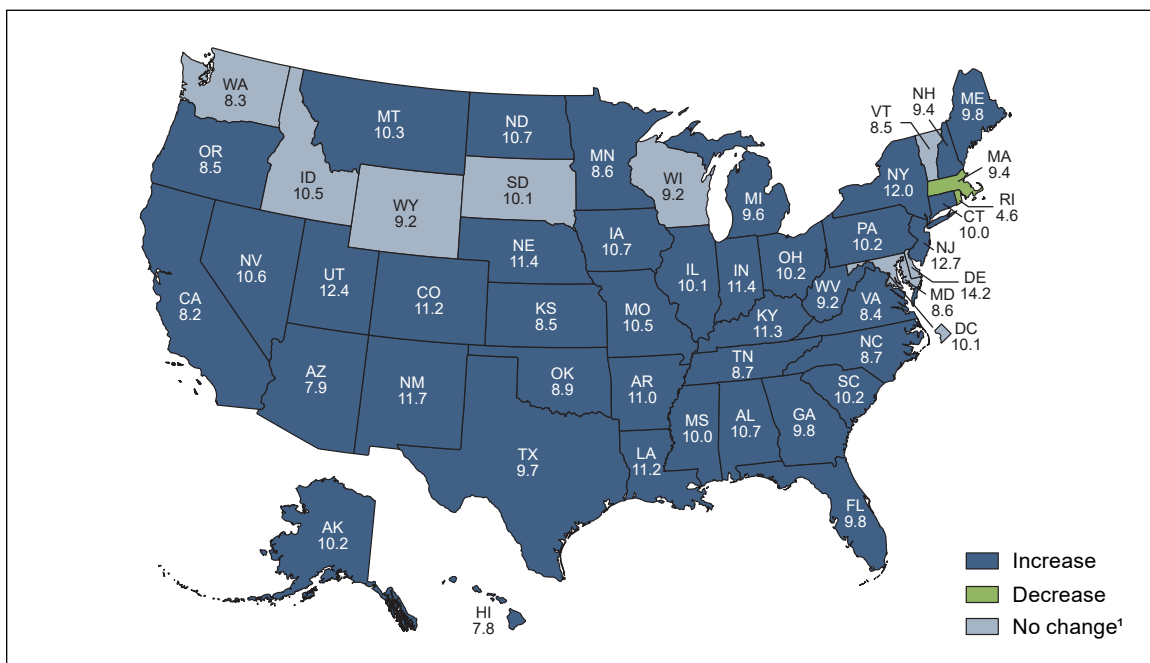 WA
8.3
MT
10.3
ND
10.7
MN
8.6
OR
8.5
ID
10.5
WY
9.2
SD
10.1
WI
9.2
MI
9.6
NY
12.0
VT
8.5
NH
9.4
ME
9.8
MA
9.4
RI
4.6
CT
10.0
NJ
12.7
DE
14.2
MD
8.6
DC
10.1
PA
10.2
NV
10.6
UT
12.4
CO
11.2
NE
11.4
IA
10.7
IL
10.1
IN
11.4
OH
10.2
WV
9.2
VA
8.4
CA
8.2
KS
8.5
MO
10.5
KY
11.3
NC
8.7
TN
8.7
SC
10.2
AZ
7.9
NM
11.7
OK
8.9
AR
11.0
MS
10.0
AL
10.7
GA
9.8
TX
9.7
LA
11.2
FL
9.8
AK
10.2
HI
7.8
Increase
Decrease
No change¹